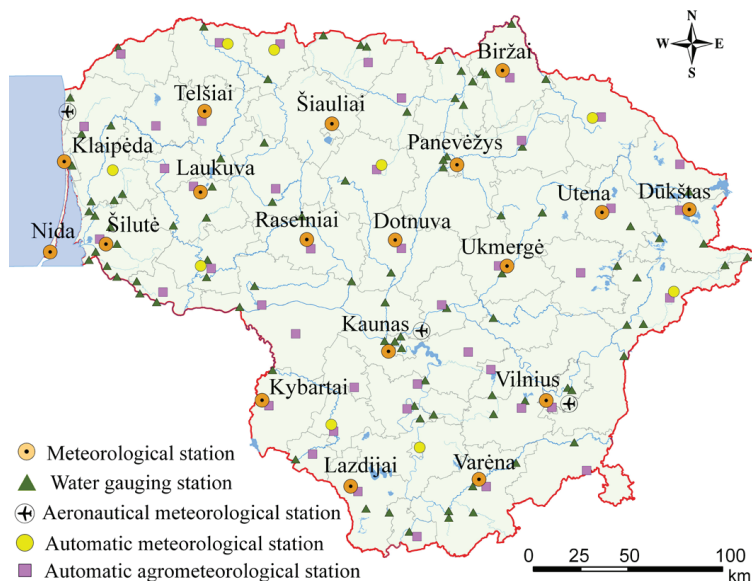 N
W E
S
Biržai
Telšiai
Šiauliai
Klaipėda
Panevėžys
Laukuva
Utena
Dūkštas
Šilutė
Raseiniai
Dotnuva
Nida
Ukmergė
Kaunas
Kybartai
Vilnius
Lazdijai
Varėna
Meteorological station
Water gauging station
Aeronautical meteorological station
Automatic meteorological station
Automatic agrometeorological station
0 25 50 100
km